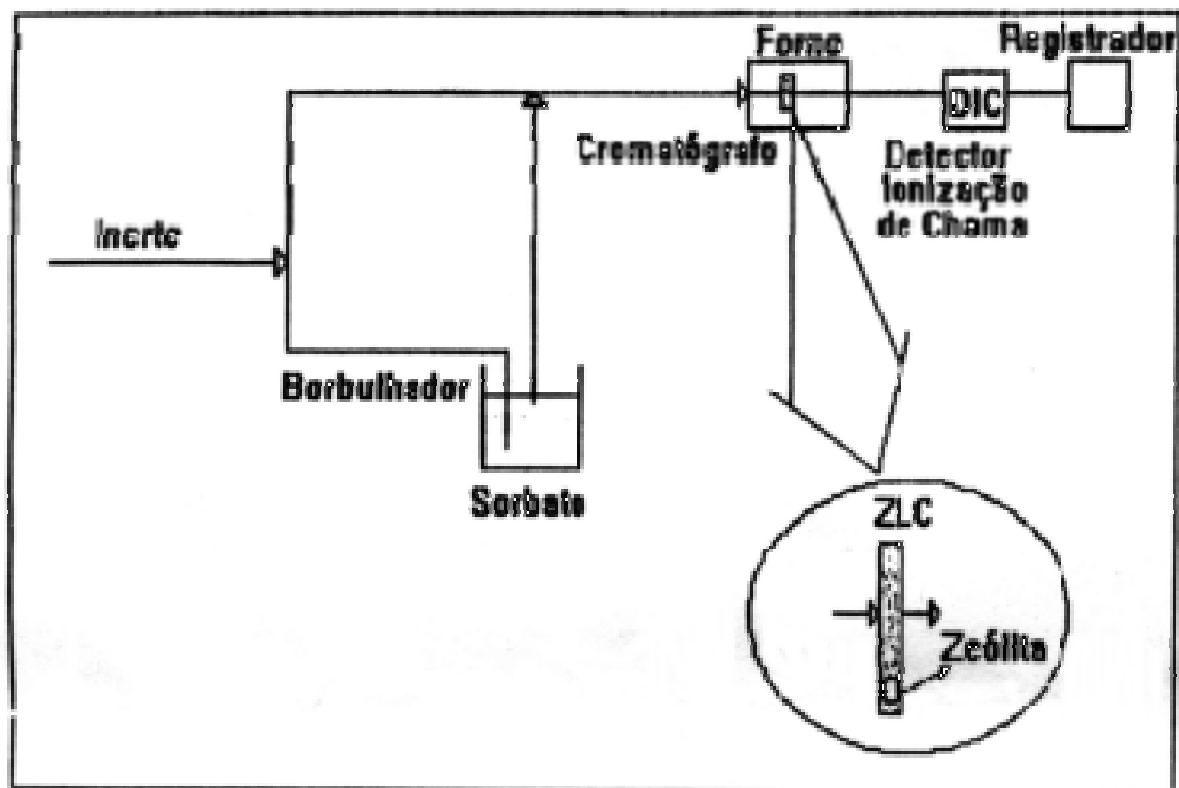 Forno
Registrador
DIC
Cromatógrafo
Detector
Ionização
de Chama
Inerte
Borbulhador
Sorbato
ZLC
Zeólita